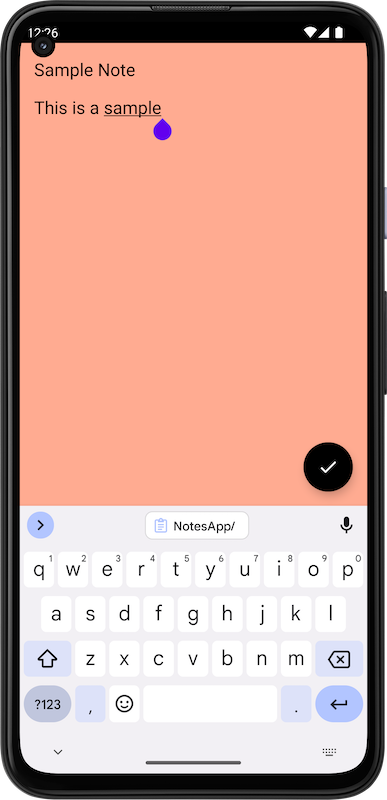 12:26
Sample Note
This is a sample
NotesApp/
q1 w2 e3 r4 t5 y6 u7 i8 o9 p0
a s d f g h j k l
z x c v b n m
?123 , .